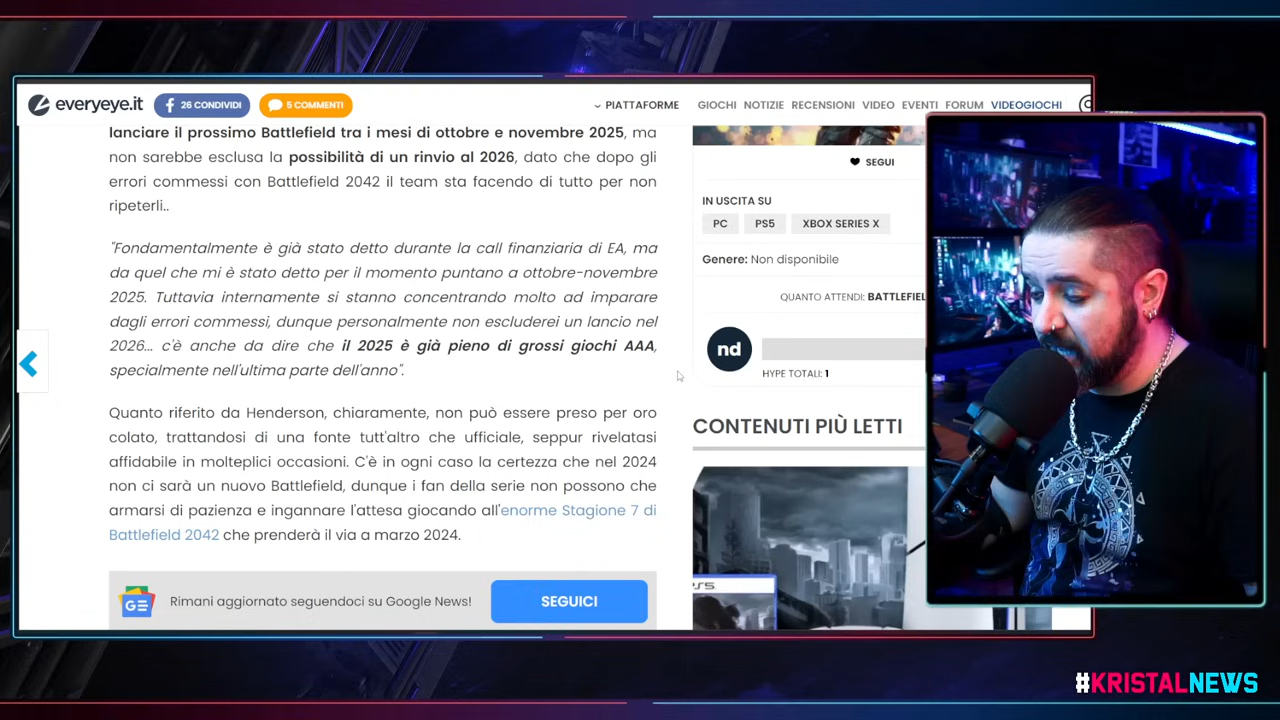 everyeye.it
26 CONDIVIDI
5 COMMENTI
PIATTAFORME
GIOCHI NOTIZIE RECENSIONI VIDEO EVENTI FORUM VIDEOGIOCHI
lanciare il prossimo Battlefield tra i mesi di ottobre e novembre 2025, ma
non sarebbe esclusa la possibilità di un rinvio al 2026, dato che dopo gli
errori commessi con Battlefield 2042 il team sta facendo di tutto per non
ripeterli..
"Fondamentalmente è già stato detto durante la call finanziaria di EA, ma
da quel che mi è stato detto per il momento puntano a ottobre-novembre
2025. Tuttavia internamente si stanno concentrando molto ad imparare
dagli errori commessi, dunque personalmente non escluderei un lancio nel
2026... c'è anche da dire che il 2025 è già pieno di grossi giochi AAA,
specialmente nell'ultima parte dell'anno".
Quanto riferito da Henderson, chiaramente, non può essere preso per oro
colato, trattandosi di una fonte tutt'altro che ufficiale, seppur rivelatasi
affidabile in molteplici occasioni. C'è in ogni caso la certezza che nel 2024
non ci sarà un nuovo Battlefield, dunque i fan della serie non possono che
armarsi di pazienza e ingannare l'attesa giocando all'enorme Stagione 7 di
Battlefield 2042 che prenderà il via a marzo 2024.
GE
Rimani aggiornato seguendoci su Google News!
SEGUICI
SEGUI
IN USCITA SU
PC
PS5
XBOX SERIES X
Genere: Non disponibile
QUANTO ATTENDI: BATTLEFIEL
nd
HYPE TOTALI: 1
CONTENUTI PIÙ LETTI
#KRISTALNEWS